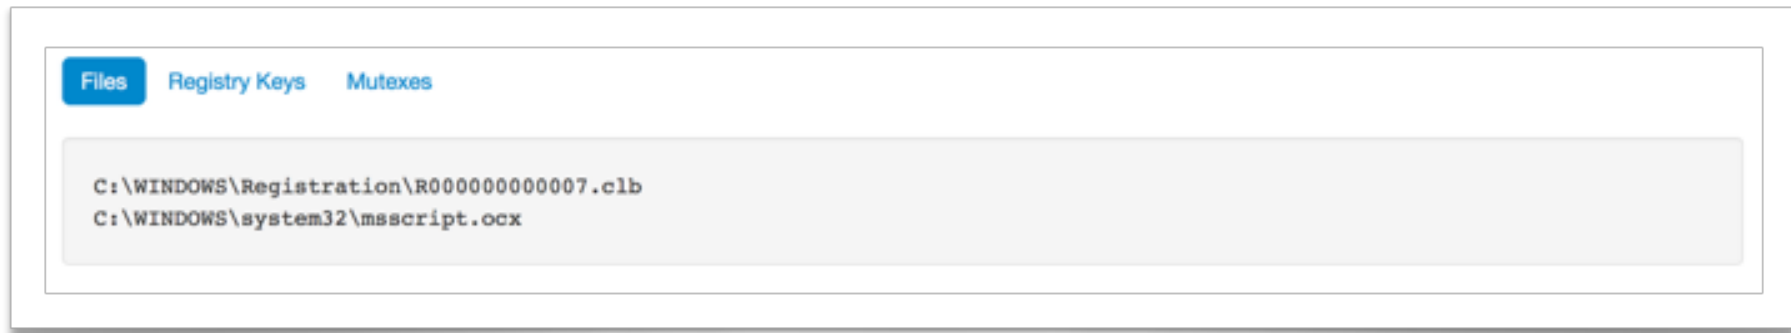 Files Registry Keys Mutexes
C:\WINDOWS\Registration\R000000000007.clb
C:\WINDOWS\system32\msscript.ocx